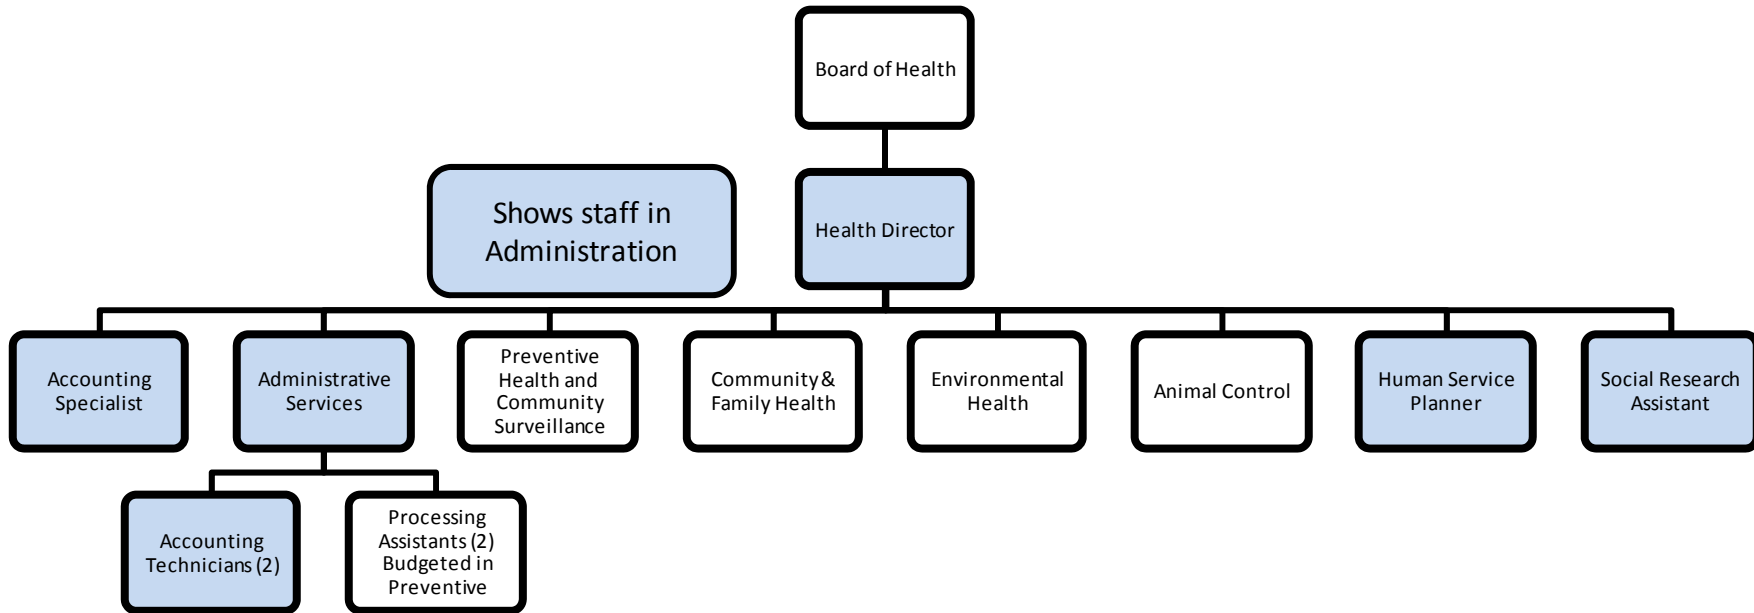 Board of Health
Shows staff in
Administration
Health Director
Accounting
Specialist
Administrative
Services
Preventive
Health and
Community
Surveillance
Community &
Family Health
Environmental
Health
Animal Control
Human Service
Planner
Social Research
Assistant
Accounting
Technicians (2)
Processing
Assistants (2)
Budgeted in
Preventive